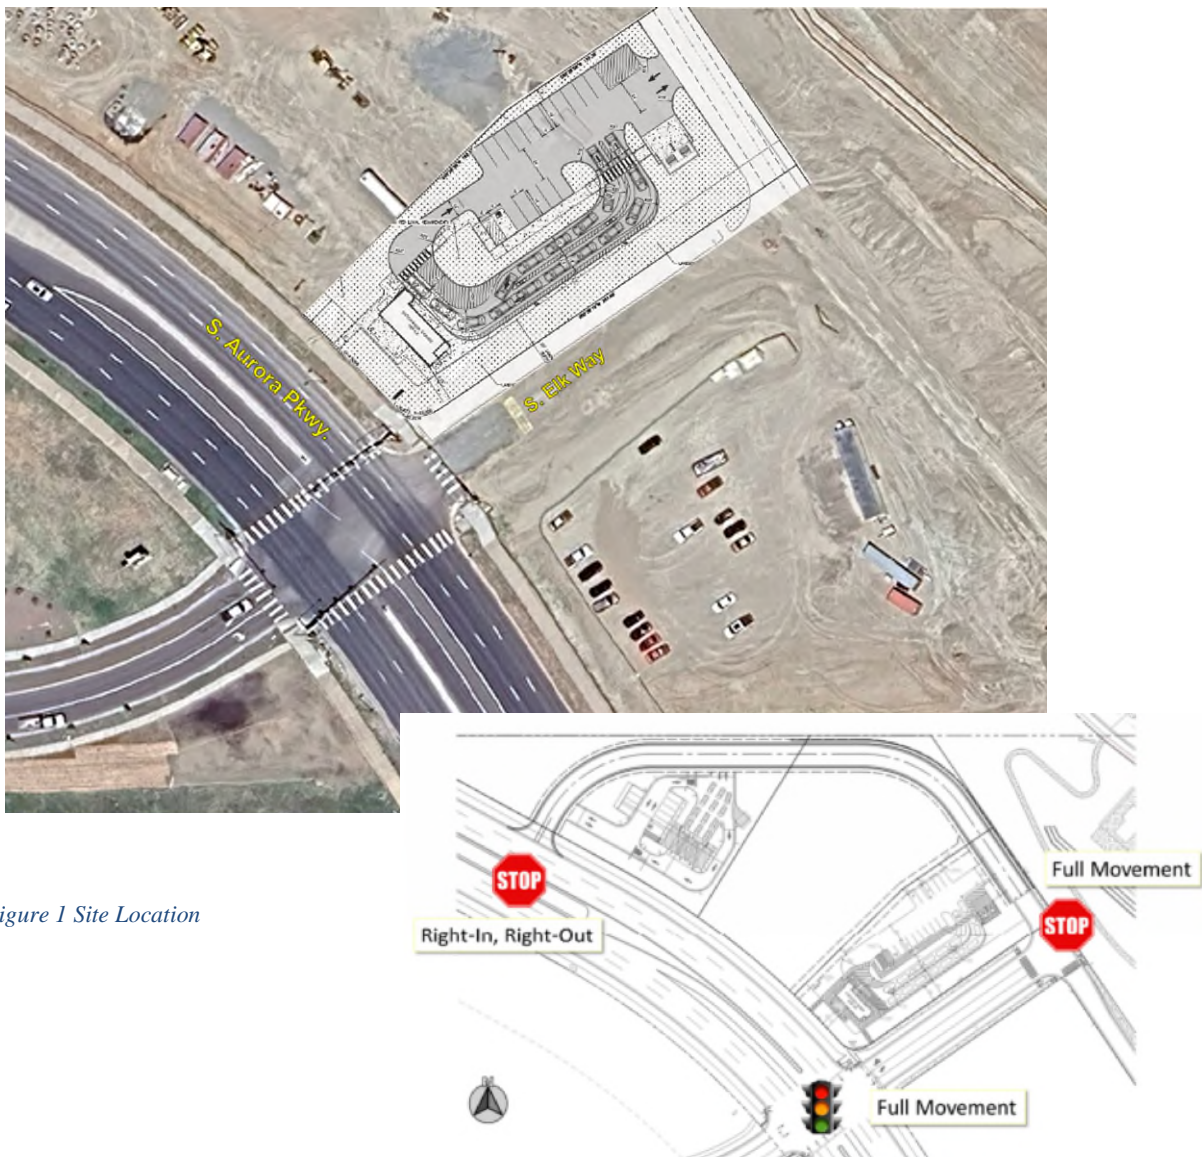 S. Aurora Pkwy.
S. Elk Way
STOP
Full Movement
STOP
Right-In, Right-Out
igure 1 Site Location
Full Movement